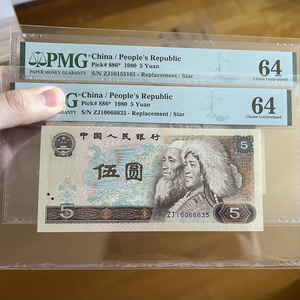 PMG
PAPER MONEY GUARANTY
China / People's Republic
Pick# 886* 1980 5 Yuan
S/N ZJ10155161 - Replacement / Star
64
Choice Uncirculated
PMG
China / People's Republic
Pick# 886* 1980 5 Yuan
S/N ZJ10066635 - Replacement / Star
64
Choice Uncirculated
中国人民银行
5
伍圆
5
ZJ10066635
5